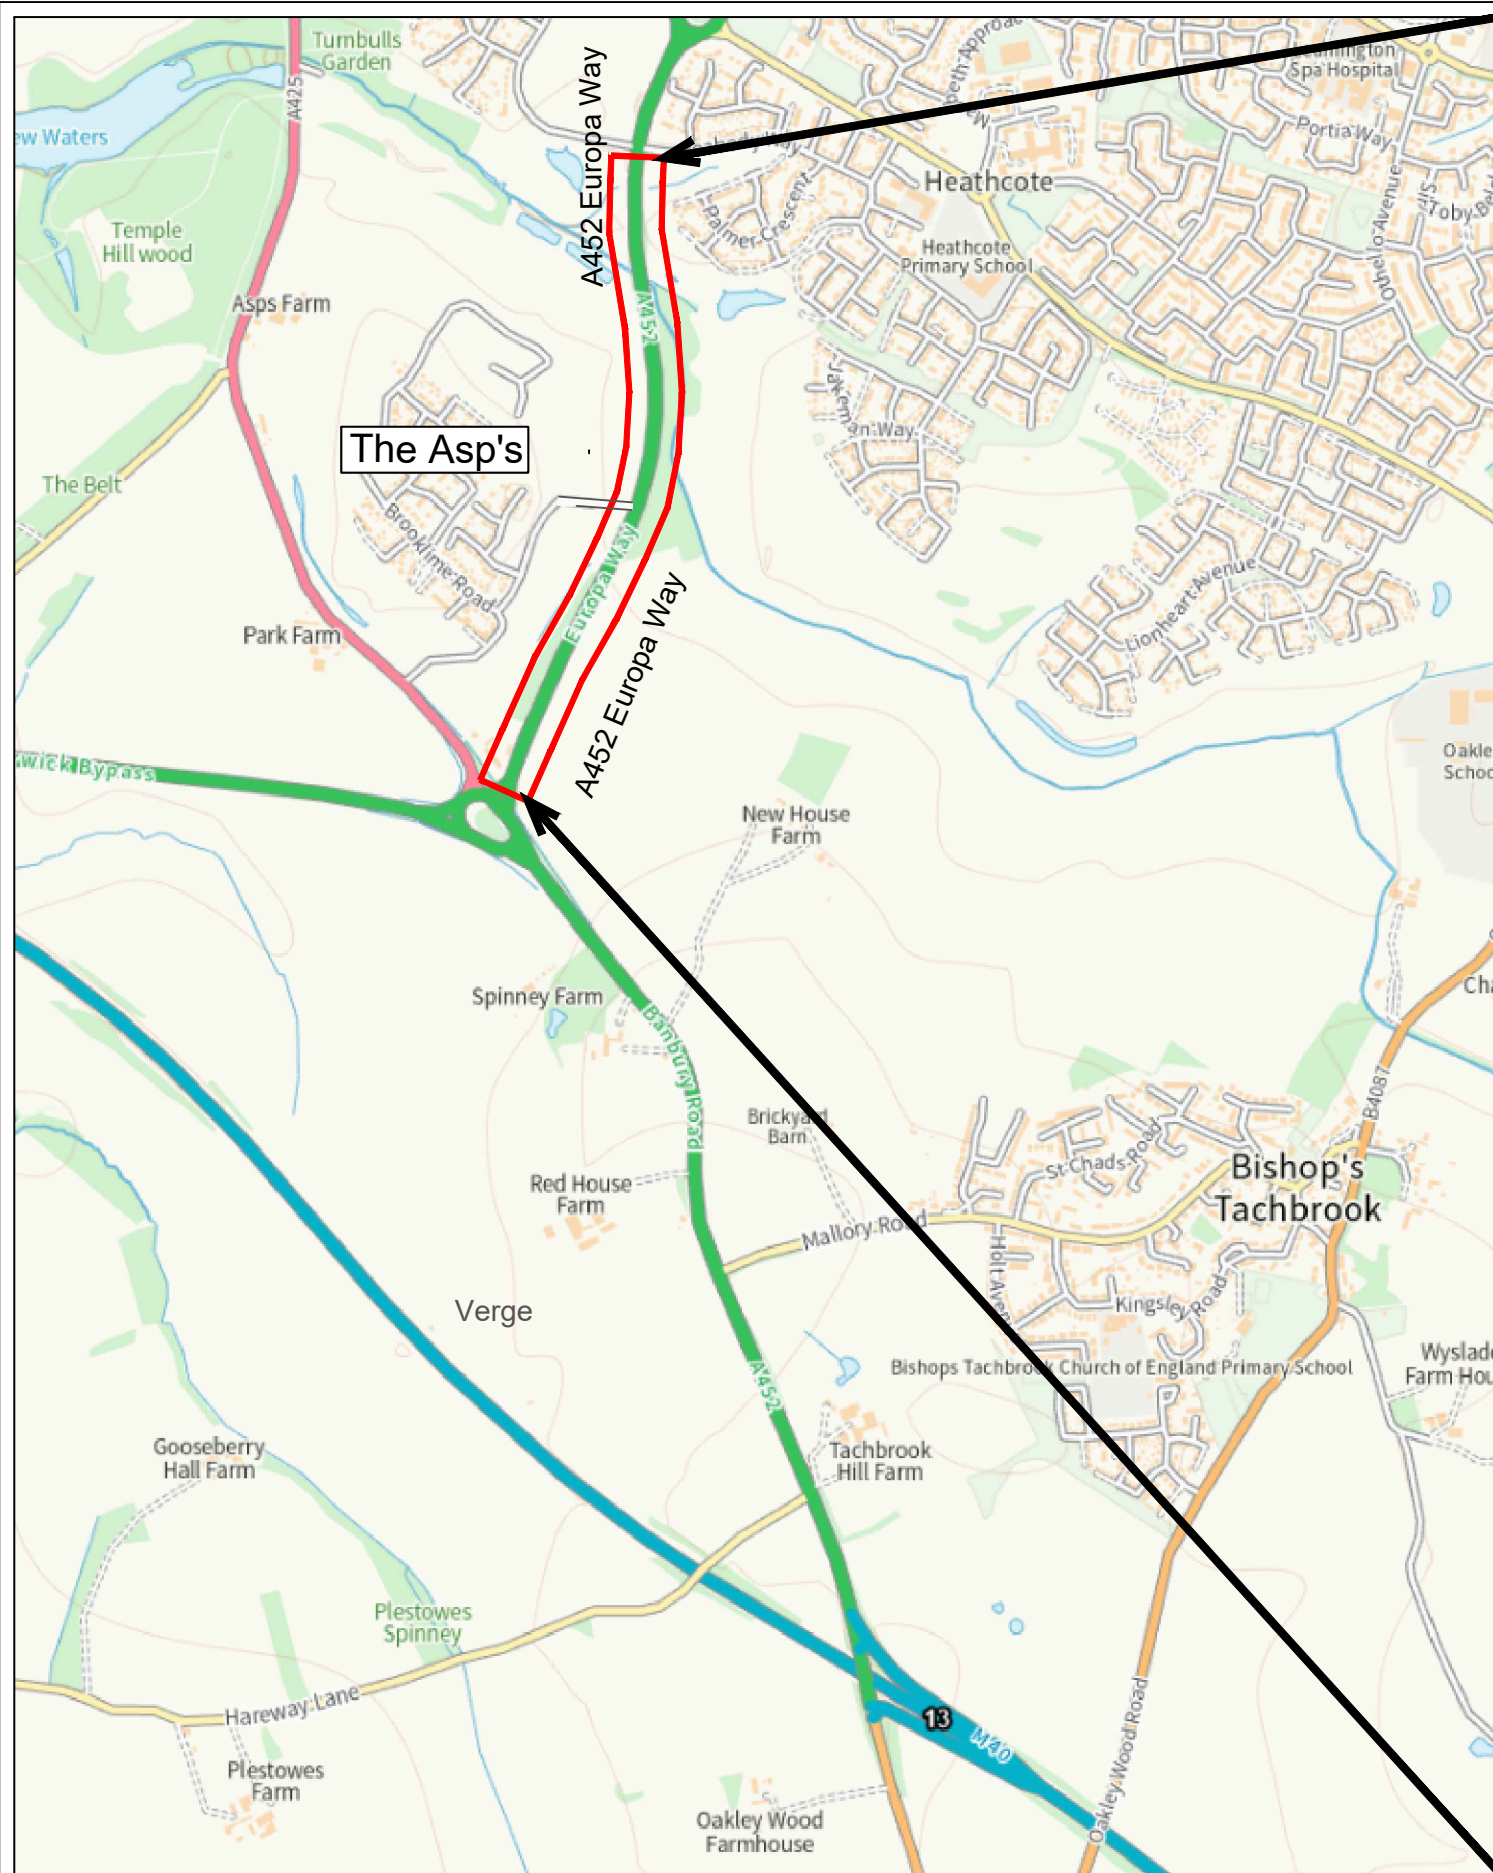 Turnbulls
Garden
A425
ew Waters
Temple
Hill wood
Asps Farm
A452 Europa Way
Spa Hospital
Portia Way
Heathcote
Palmer Crescent
Heathcote
Primary School
Othello Avenue
A452
The Asp's
Jakeman Way
The Belt
Brooklime Road
Europa Way
Lionheart Avenue
Park Farm
A452 Europa Way
wick Bypass
Oakle
Schoo
New House
Farm
Spinney Farm
Cha
Banbury Road
B4087
Brickyard
Barn
St Chads Road
Bishop's
Tachbrook
Red House
Farm
Mallory Road
Holt Aven
Kingsley Road
Verge
Bishops Tachbrook Church of England Primary School
Wyslade
Farm Hou
A452
Gooseberry
Hall Farm
Tachbrook
Hill Farm
Plestowes
Spinney
Hareway Lane
13
M40
Oakley Wood Road
Plestowes
Farm
Oakley Wood
Farmhouse